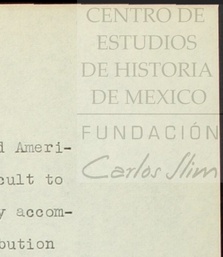 CENTRO DE
ESTUDIOS
DE HISTORIA
DE MEXICO
FUNDACIÓN
Carlos Slim
d Ameri-
cult to
y accom-
bution